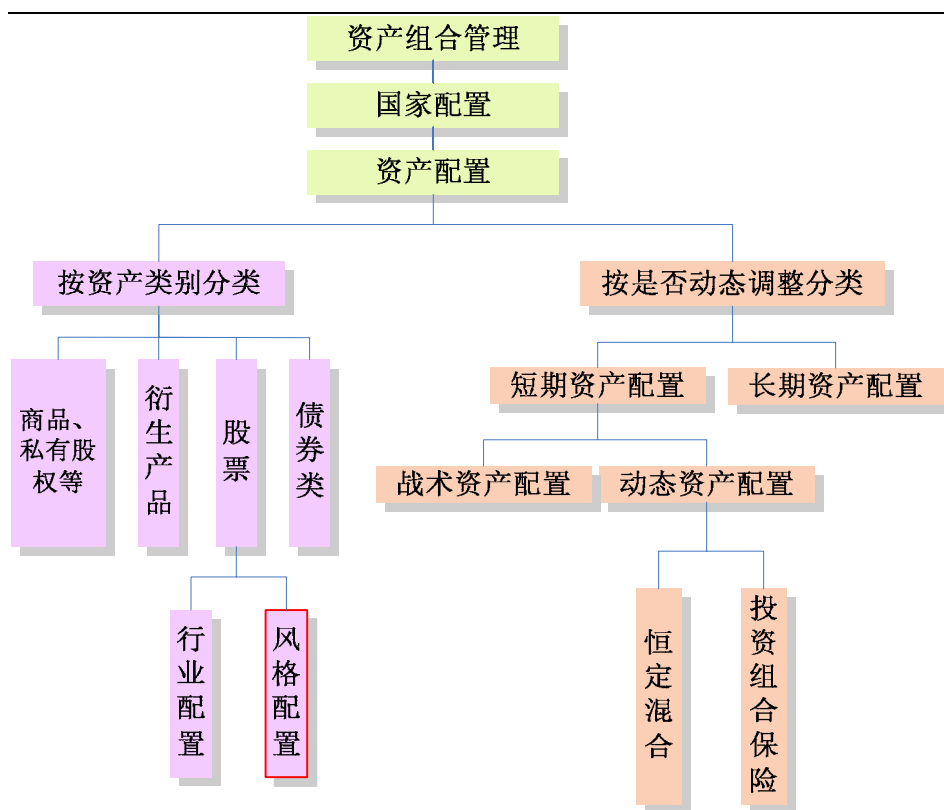 资产组合管理
国家配置
资产配置
按资产类别分类
按是否动态调整分类
商品、
私有股
权等
衍生产品
股票
债券类
短期资产配置
长期资产配置
战术资产配置
动态资产配置
行业配置
风格配置
恒定混合
投资组合保险